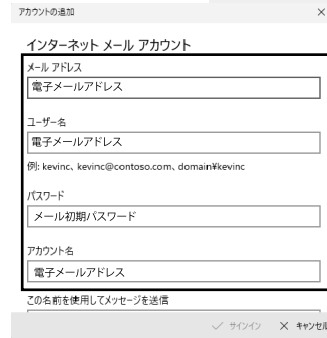 アカウントの追加
インターネット メール アカウント
メール アドレス
電子メールアドレス
ユーザー名
電子メールアドレス
例: kevinc、kevinc@contoso.com、domain¥kevinc
パスワード
メール初期パスワード
アカウント名
電子メールアドレス
この名前を使用してメッセージを送信
✓ サインイン × キャンセル